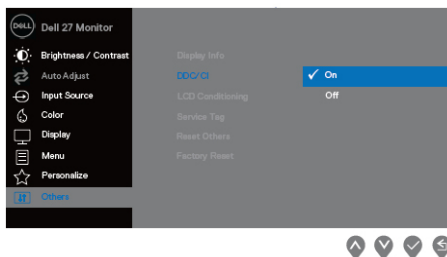 DELL
Dell 27 Monitor
Brightness / Contrast
Auto Adjust
Input Source
Color
Display
Menu
Personalize
Others
Display Info
DDC/CI
LCD Conditioning
Service Tag
Reset Others
Factory Reset
On
Off